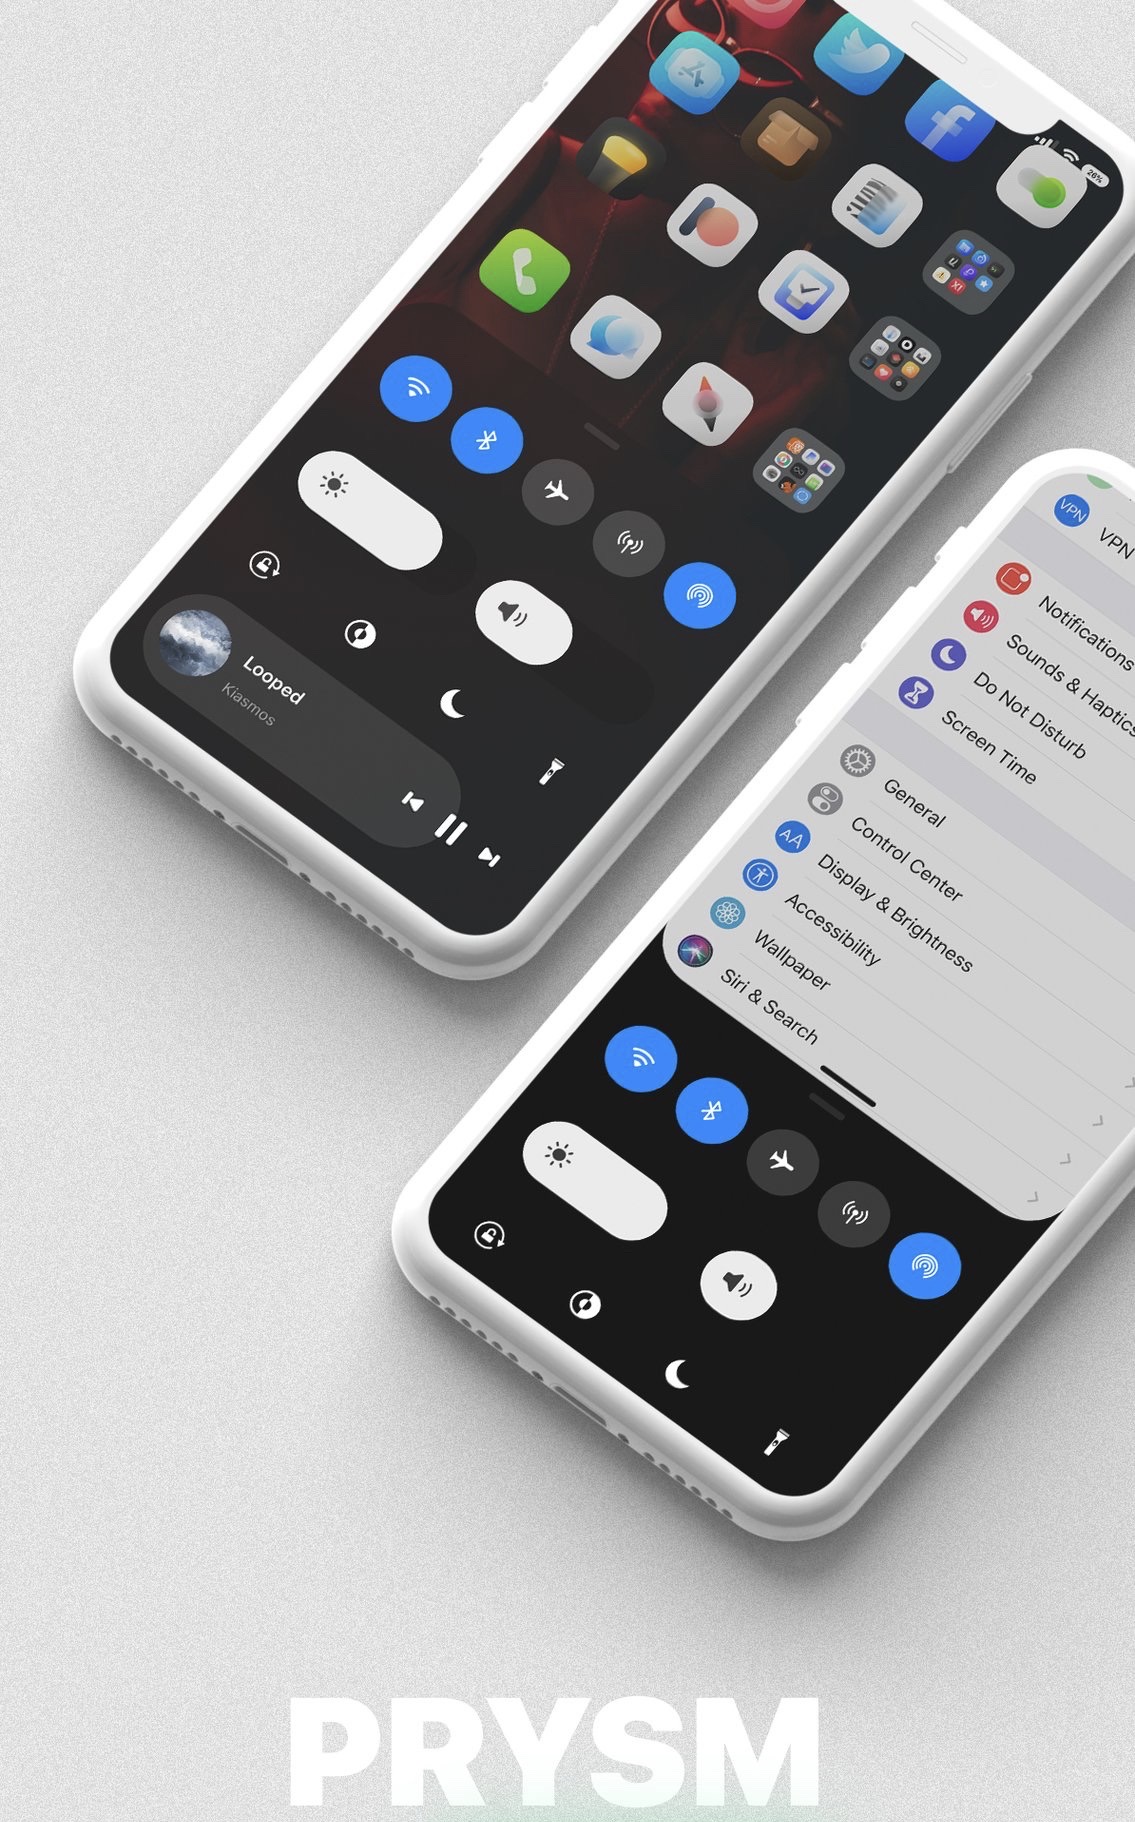 26%
Looped
Kiasmos
VPN
VPN
Notifications
Sounds & Haptics
Do Not Disturb
Screen Time
General
Control Center
AA
Display & Brightness
Accessibility
Wallpaper
Siri & Search
PRYSM